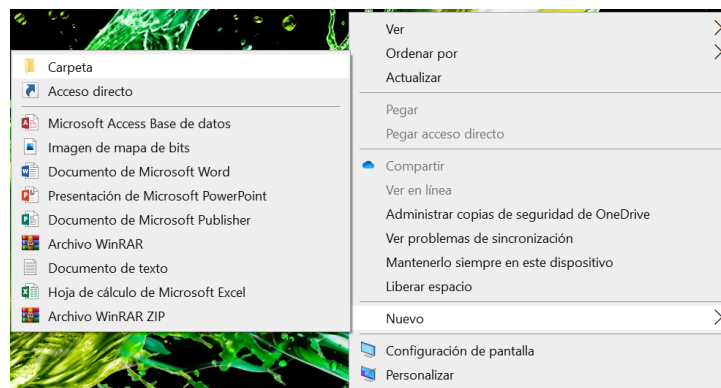 Ver
Ordenar por
Actualizar
Pegar
Pegar acceso directo
Compartir
Ver en línea
Administrar copias de seguridad de OneDrive
Ver problemas de sincronización
Mantenerlo siempre en este dispositivo
Liberar espacio
Nuevo
Configuración de pantalla
Personalizar
Carpeta
Acceso directo
Microsoft Access Base de datos
Imagen de mapa de bits
Documento de Microsoft Word
Presentación de Microsoft PowerPoint
Documento de Microsoft Publisher
Archivo WinRAR
Documento de texto
Hoja de cálculo de Microsoft Excel
Archivo WinRAR ZIP